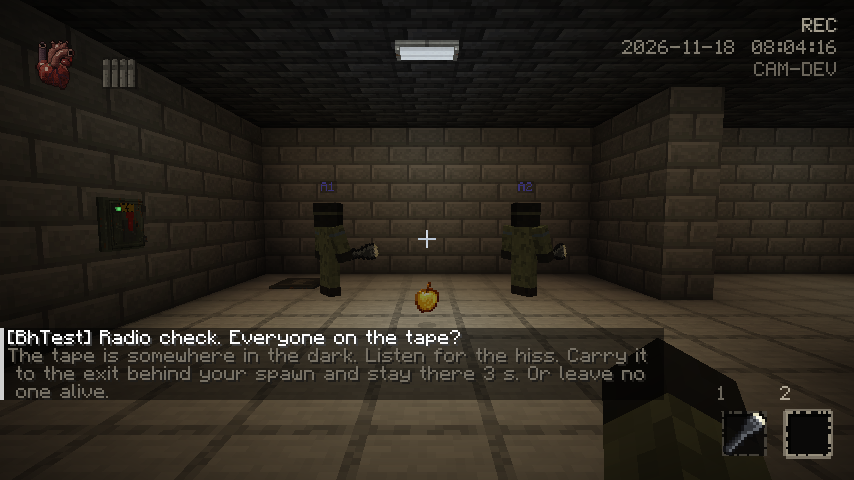 REC
2026-11-18 08:04:16
CAM-DEV
A1
A2
[BhTest] Radio check. Everyone on the tape?
The tape is somewhere in the dark. Listen for the hiss. Carry it
to the exit behind your spawn and stay there 3 s. Or leave no
one alive.
1
2